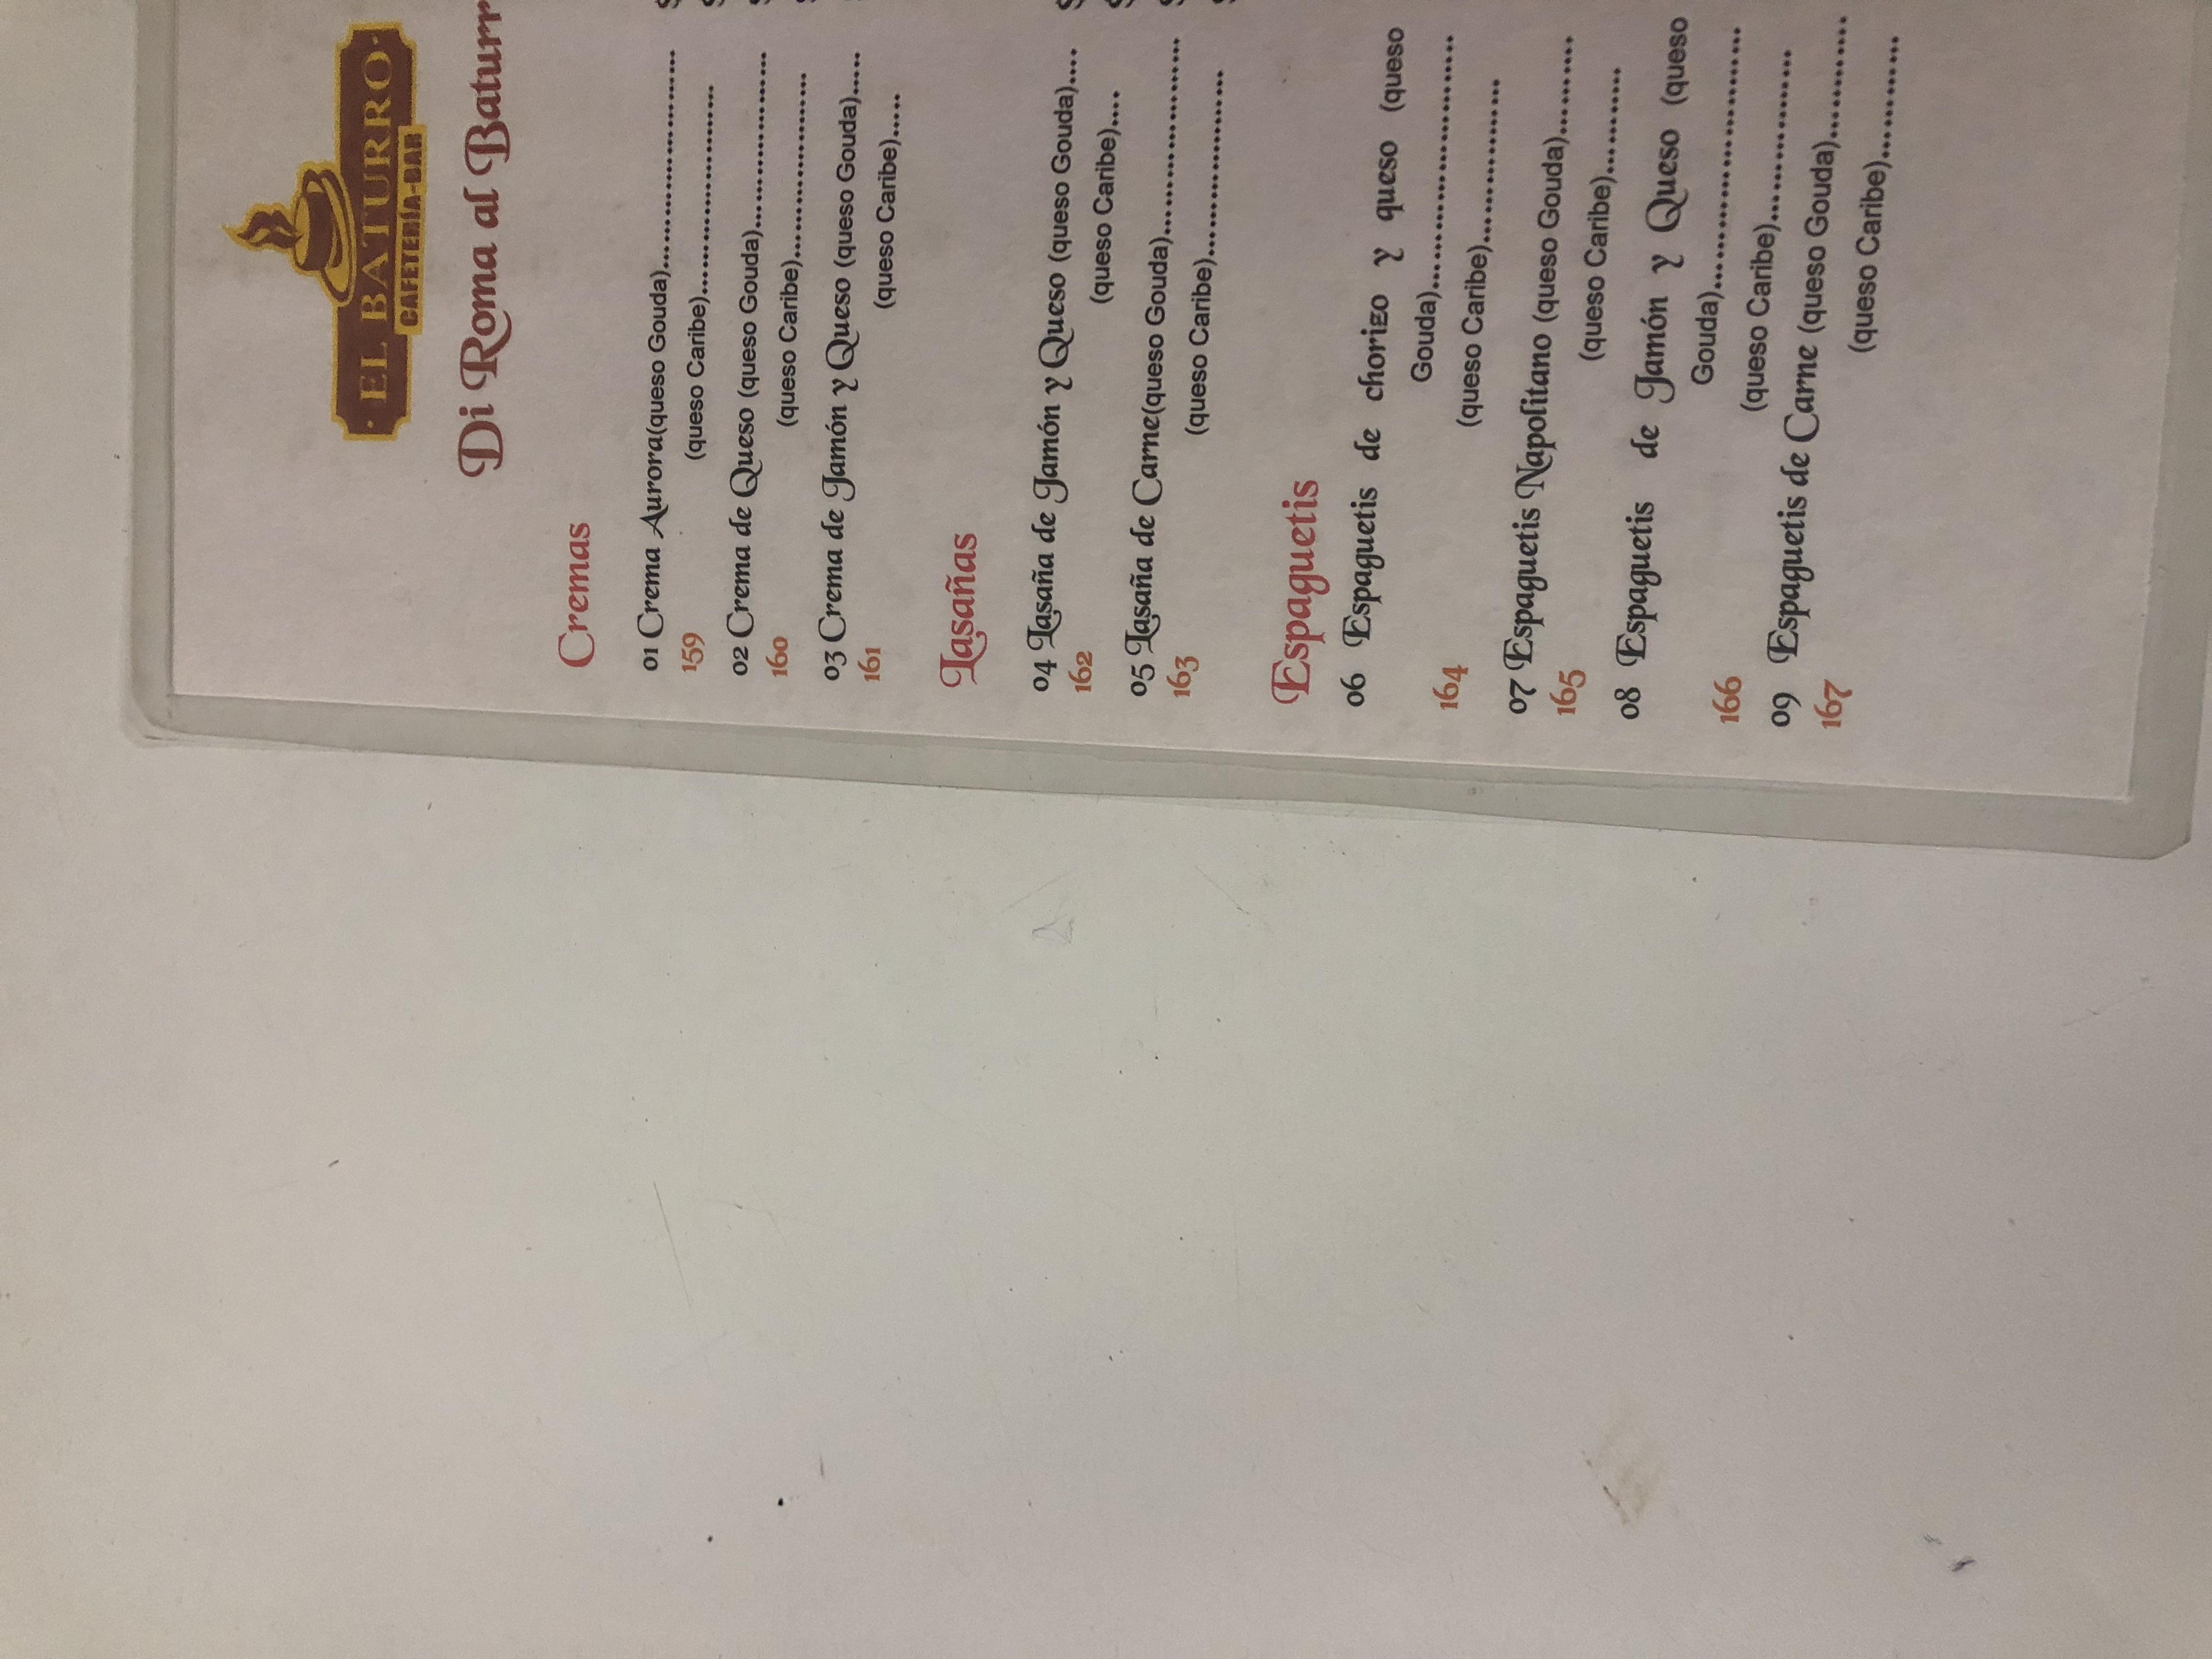 EL BATURRO
CAFETERÍA-BAR
Di Roma al Baturr
Cremas
01 Crema Aurora(queso Gouda)..............................
159 (queso Caribe)............................
02 Crema de Queso (queso Gouda)........................
160 (queso Caribe)........................
03 Crema de Jamón y Queso (queso Gouda).....
161 (queso Caribe).....
Lasañas
04 Lasaña de Jamón y Queso (queso Gouda)....
162 (queso Caribe)....
05 Lasaña de Carne(queso Gouda)..........................
163 (queso Caribe)........................
Espaguetis
06 Espaguetis de chorizo y queso (queso
Gouda).................................
164 (queso Caribe).....................
07 Espaguetis Napolitano (queso Gouda)..........
165 (queso Caribe)...........
08 Espaguetis de Jamón y Queso (queso
Gouda).................................
166 (queso Caribe).....................
09 Espaguetis de Carne (queso Gouda).............
167 (queso Caribe).............